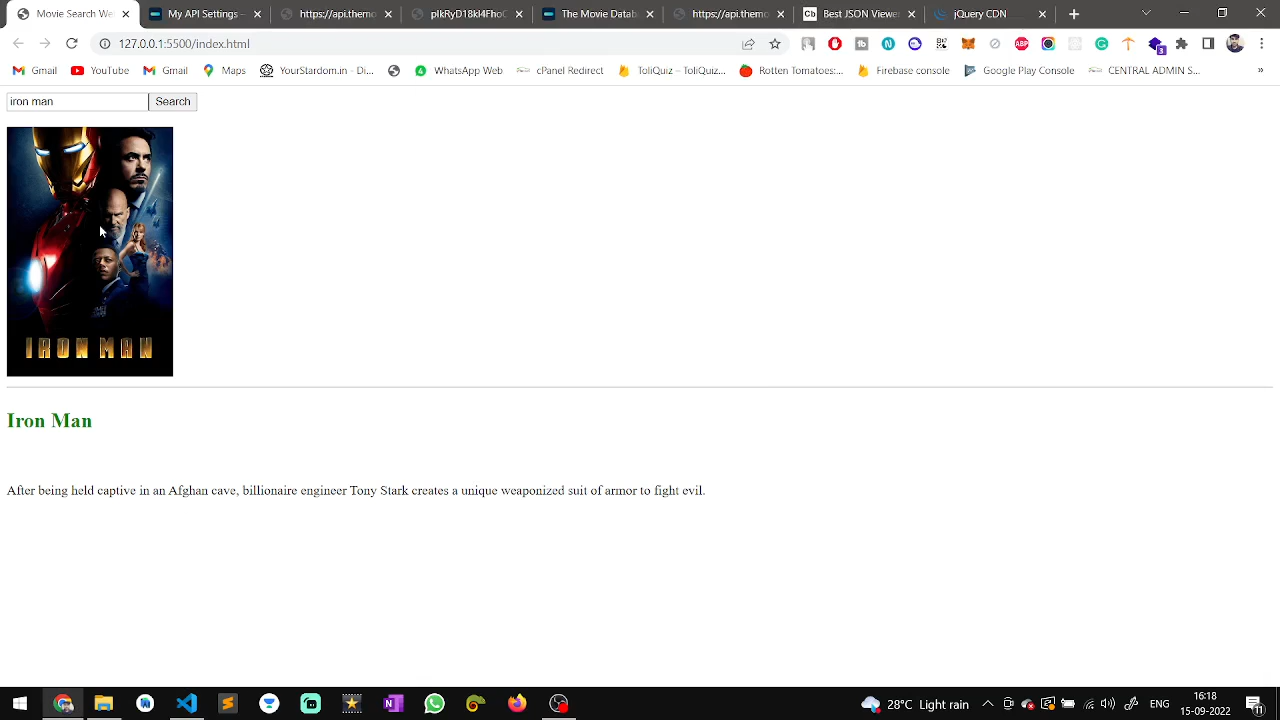 Movie Search We
My API Settings
https://api.themo
pIkRyD18kl4FhoC
The Movie Datab
https://api.themo
Best JSON Viewer
jQuery CDN
127.0.0.1:5500/index.html
Gmail
YouTube
Gmail
Maps
YourStardom.in - Di...
WhatsApp Web
cPanel Redirect
ToliQuiz – ToliQuiz...
Rotten Tomatoes:...
Firebase console
Google Play Console
CENTRAL ADMIN S...
»
iron man
Search
IRON MAN
Iron Man
After being held captive in an Afghan cave, billionaire engineer Tony Stark creates a unique weaponized suit of armor to fight evil.
28°C Light rain
ENG
16:18
15-09-2022
11